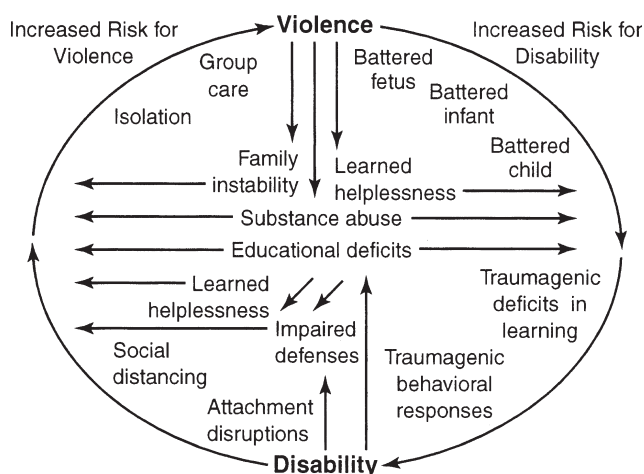 Violence
Increased Risk for
Violence
Increased Risk for
Disability
Group
care
Battered
fetus
Isolation
Battered
infant
Battered
child
Family
instability
Learned
helplessness
Substance abuse
Educational deficits
Learned
helplessness
Traumagenic
deficits in
learning
Impaired
defenses
Social
distancing
Traumagenic
behavioral
responses
Attachment
disruptions
Disability